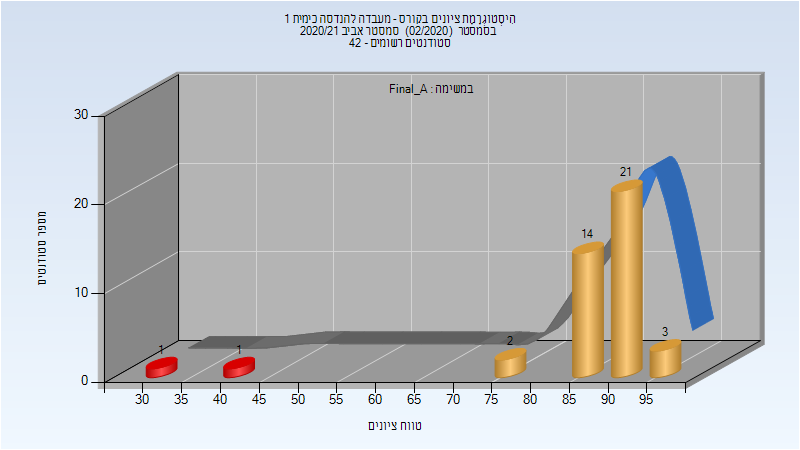 היסטוגרמת ציונים בקורס - מעבדה להנדסה כימית 1
בסמסטר (02/2020) סמסטר אביב 2020/21
סטודנטים רשומים - 42
במשימה : Final_A
מספר סטודנטים
30
20
10
0
1
1
2
14
21
3
30 35 40 45 50 55 60 65 70 75 80 85 90 95
טווח ציונים